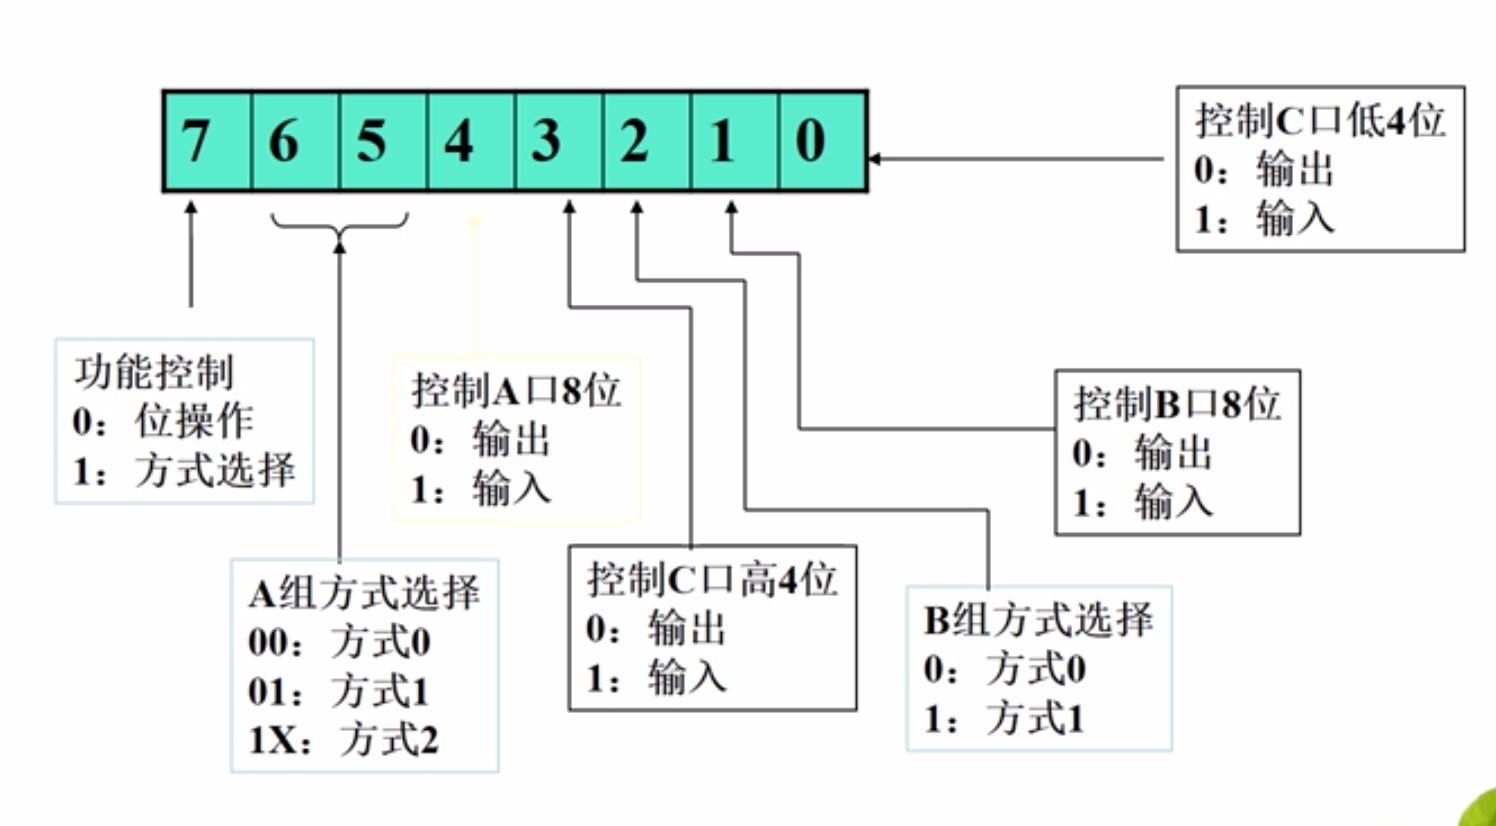 7 6 5 4 3 2 1 0
控制C口低4位
0：输出
1：输入
功能控制
0：位操作
1：方式选择
控制A口8位
0：输出
1：输入
控制B口8位
0：输出
1：输入
A组方式选择
00：方式0
01：方式1
1X：方式2
控制C口高4位
0：输出
1：输入
B组方式选择
0：方式0
1：方式1